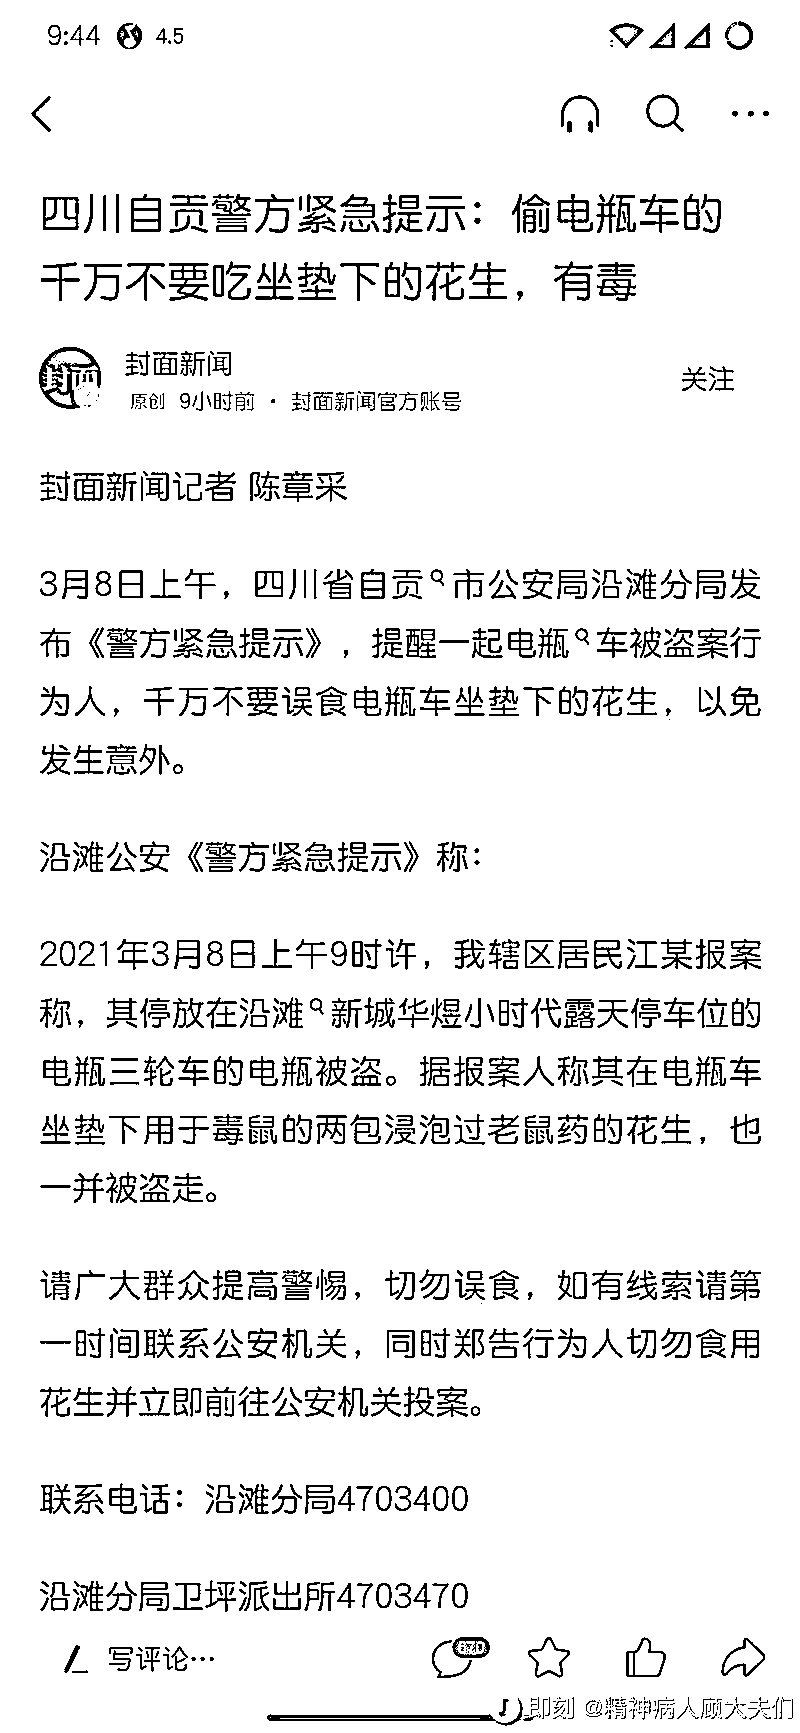 9:44 4.5
四川自贡警方紧急提示：偷电瓶车的
千万不要吃坐垫下的花生，有毒
封面新闻
原创 9小时前 · 封面新闻官方账号
关注
封面新闻记者 陈章采
3月8日上午，四川省自贡市公安局沿滩分局发
布《警方紧急提示》，提醒一起电瓶车被盗案行
为人，千万不要误食电瓶车坐垫下的花生，以免
发生意外。
沿滩公安《警方紧急提示》称：
2021年3月8日上午9时许，我辖区居民江某报案
称，其停放在沿滩新城华煜小时代露天停车位的
电瓶三轮车的电瓶被盗。据报案人称其在电瓶车
坐垫下用于毒鼠的两包浸泡过老鼠药的花生，也
一并被盗走。
请广大群众提高警惕，切勿误食，如有线索请第
一时间联系公安机关，同时郑告行为人切勿食用
花生并立即前往公安机关投案。
联系电话：沿滩分局4703400
沿滩分局卫坪派出所4703470
写评论…
即刻 @精神病人顾大夫们